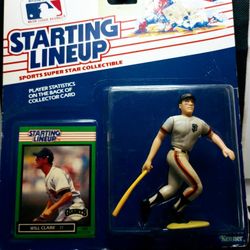 STARTING
LINEUP
SPORTS SUPER STAR COLLECTIBLE
PLAYER STATISTICS
ON THE BACK OF
COLLECTOR CARD
STARTING
LINEUP
WILL CLARK
Kenner